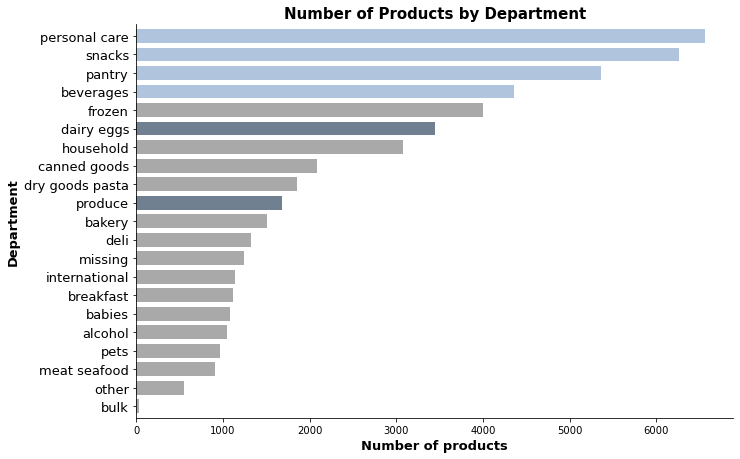 Number of Products by Department
personal care
snacks
pantry
beverages
frozen
dairy eggs
household
canned goods
dry goods pasta
produce
bakery
deli
missing
international
breakfast
babies
alcohol
pets
meat seafood
other
bulk
Department
0 1000 2000 3000 4000 5000 6000
Number of products